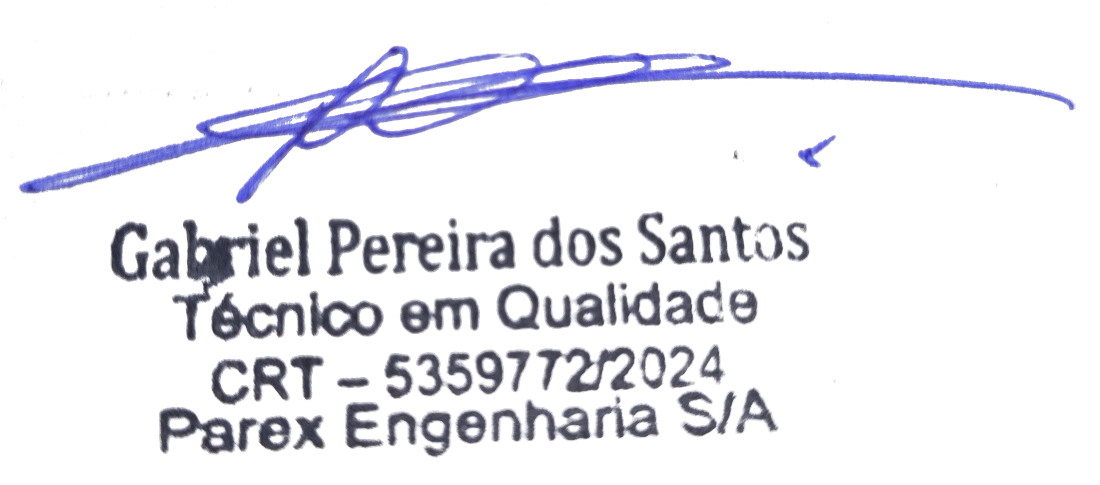 Gabriel Pereira dos Santos
Técnico em Qualidade
CRT – 5359772/2024
Parex Engenharia S/A